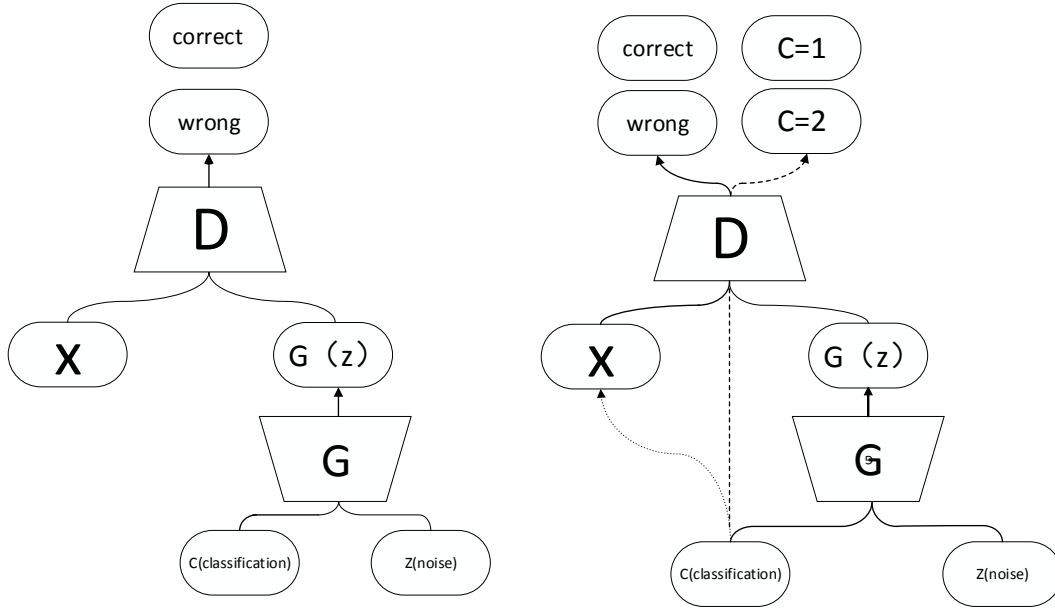 correct
wrong
D
X
G（z）
G
C(classification)
Z(noise)
correct
C=1
wrong
C=2
D
X
G（z）
G
C(classification)
Z(noise)